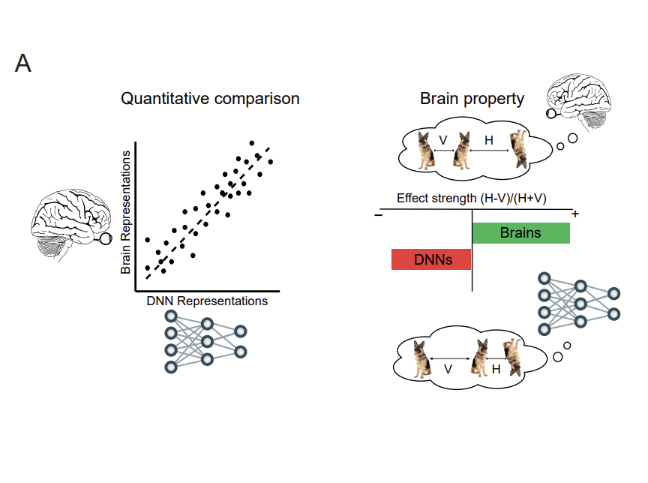 A
Quantitative comparison
Brain Representations
DNN Representations
Brain property
V H
Effect strength (H-V)/(H+V)
– +
Brains
DNNs
V H